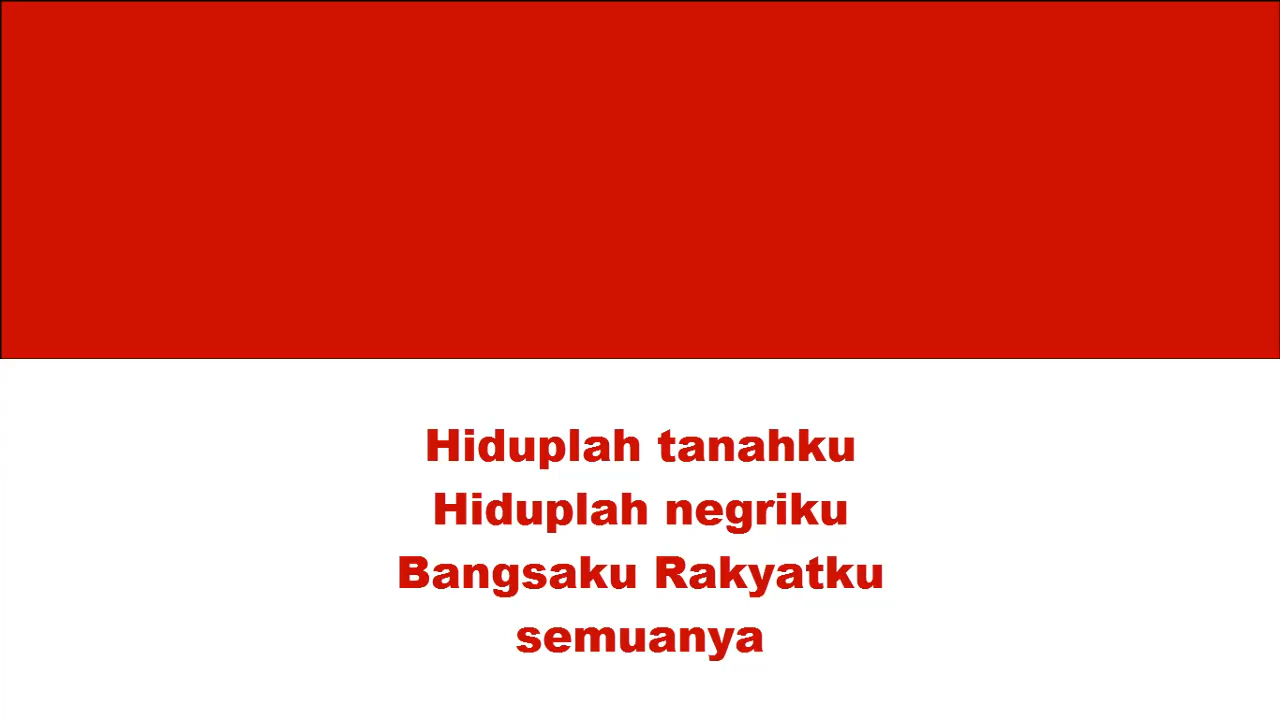 Hiduplah tanahku
Hiduplah negriku
Bangsaku Rakyatku
semuanya